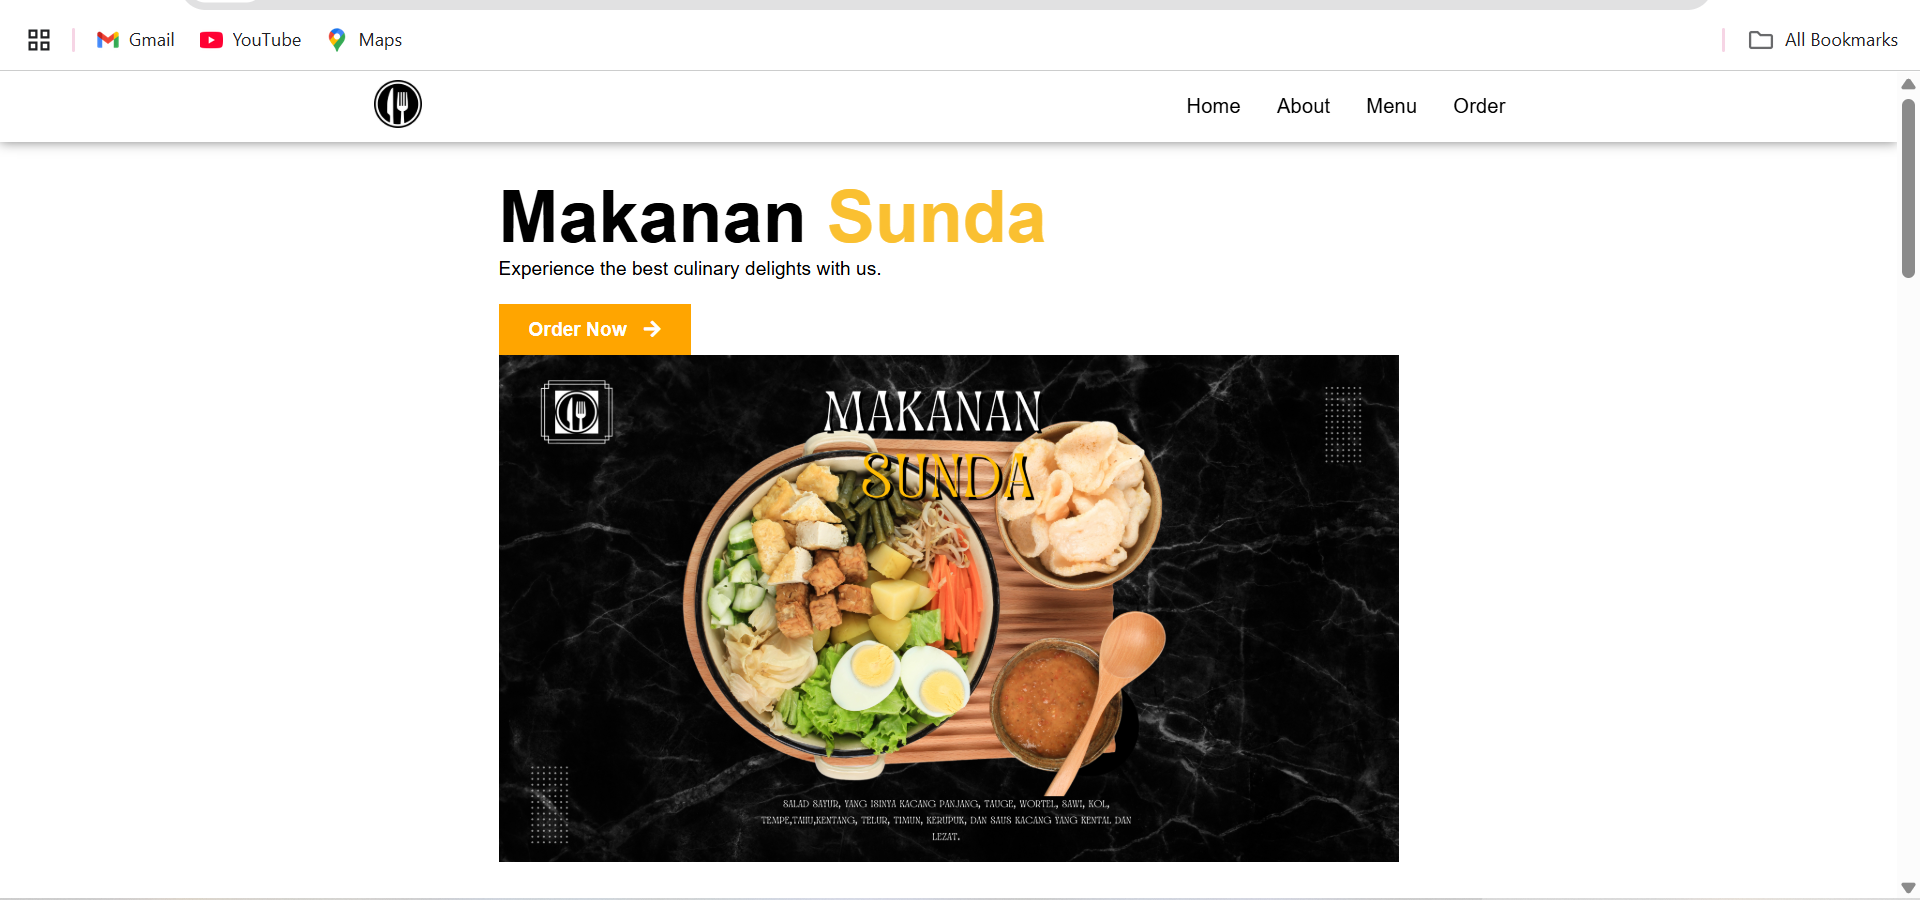 Gmail
YouTube
Maps
All Bookmarks
Home
About
Menu
Order
Makanan Sunda
Experience the best culinary delights with us.
Order Now
MAKANAN
SUNDA
SALAD SAYUR, YANG ISINYA KACANG PANJANG, TAUGE, WORTEL, SAWI, KOL,
TEMPE,TAHU,KENTANG, TELUR, TIMUN, KERUPUK, DAN SAUS KACANG YANG KENTAL DAN
LEZAT.